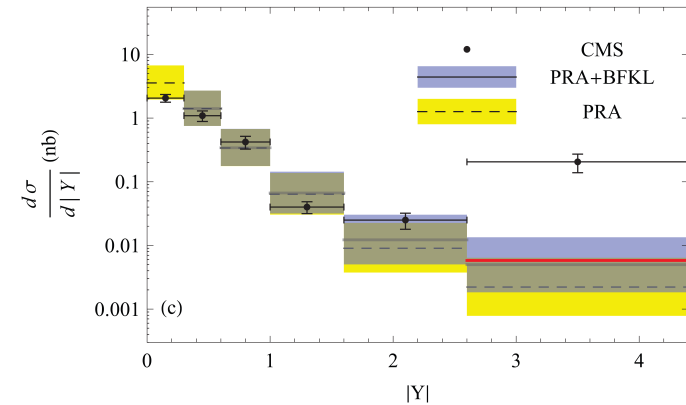 CMS
PRA+BFKL
PRA
dσ
d|Y|
(nb)
10
1
0.1
0.01
0.001
(c)
0 1 2 3 4
|Y|